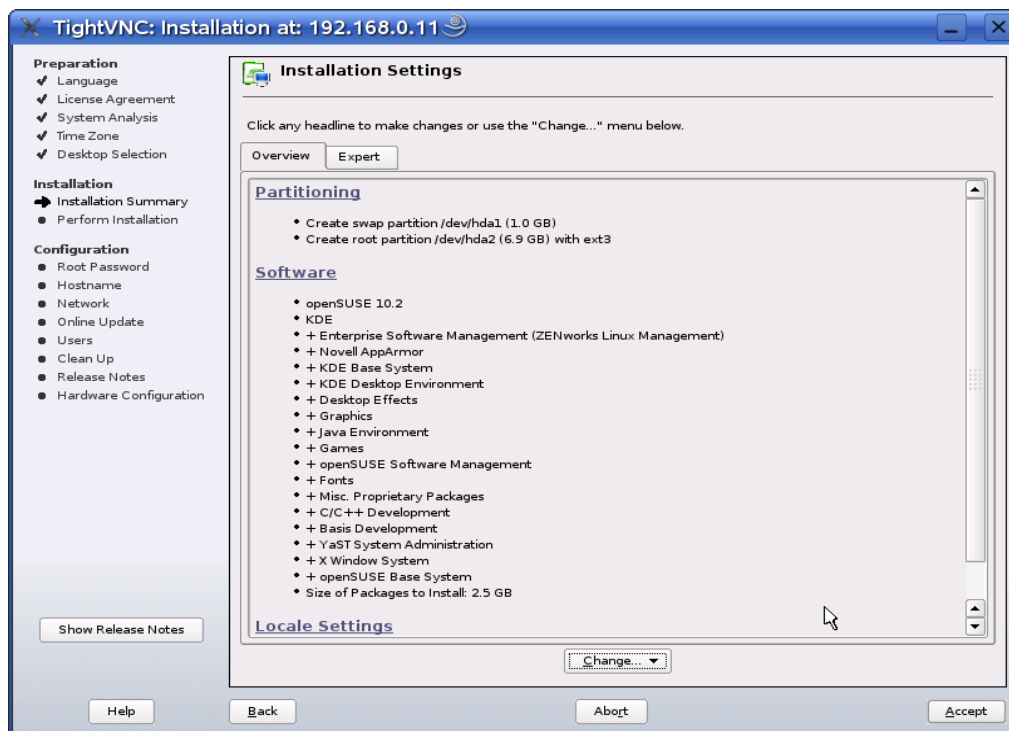 TightVNC: Installation at: 192.168.0.11
Preparation
Language
License Agreement
System Analysis
Time Zone
Desktop Selection
Installation
Installation Summary
Perform Installation
Configuration
Root Password
Hostname
Network
Online Update
Users
Clean Up
Release Notes
Hardware Configuration
Show Release Notes
Installation Settings
Click any headline to make changes or use the "Change..." menu below.
Overview
Expert
Partitioning
Create swap partition /dev/hda1 (1.0 GB)
Create root partition /dev/hda2 (6.9 GB) with ext3
Software
openSUSE 10.2
KDE
+ Enterprise Software Management (ZENworks Linux Management)
+ Novell AppArmor
+ KDE Base System
+ KDE Desktop Environment
+ Desktop Effects
+ Graphics
+ Java Environment
+ Games
+ openSUSE Software Management
+ Fonts
+ Misc. Proprietary Packages
+ C/C++ Development
+ Basis Development
+ YaST System Administration
+ X Window System
+ openSUSE Base System
Size of Packages to Install: 2.5 GB
Locale Settings
Change...
Help
Back
Abort
Accept